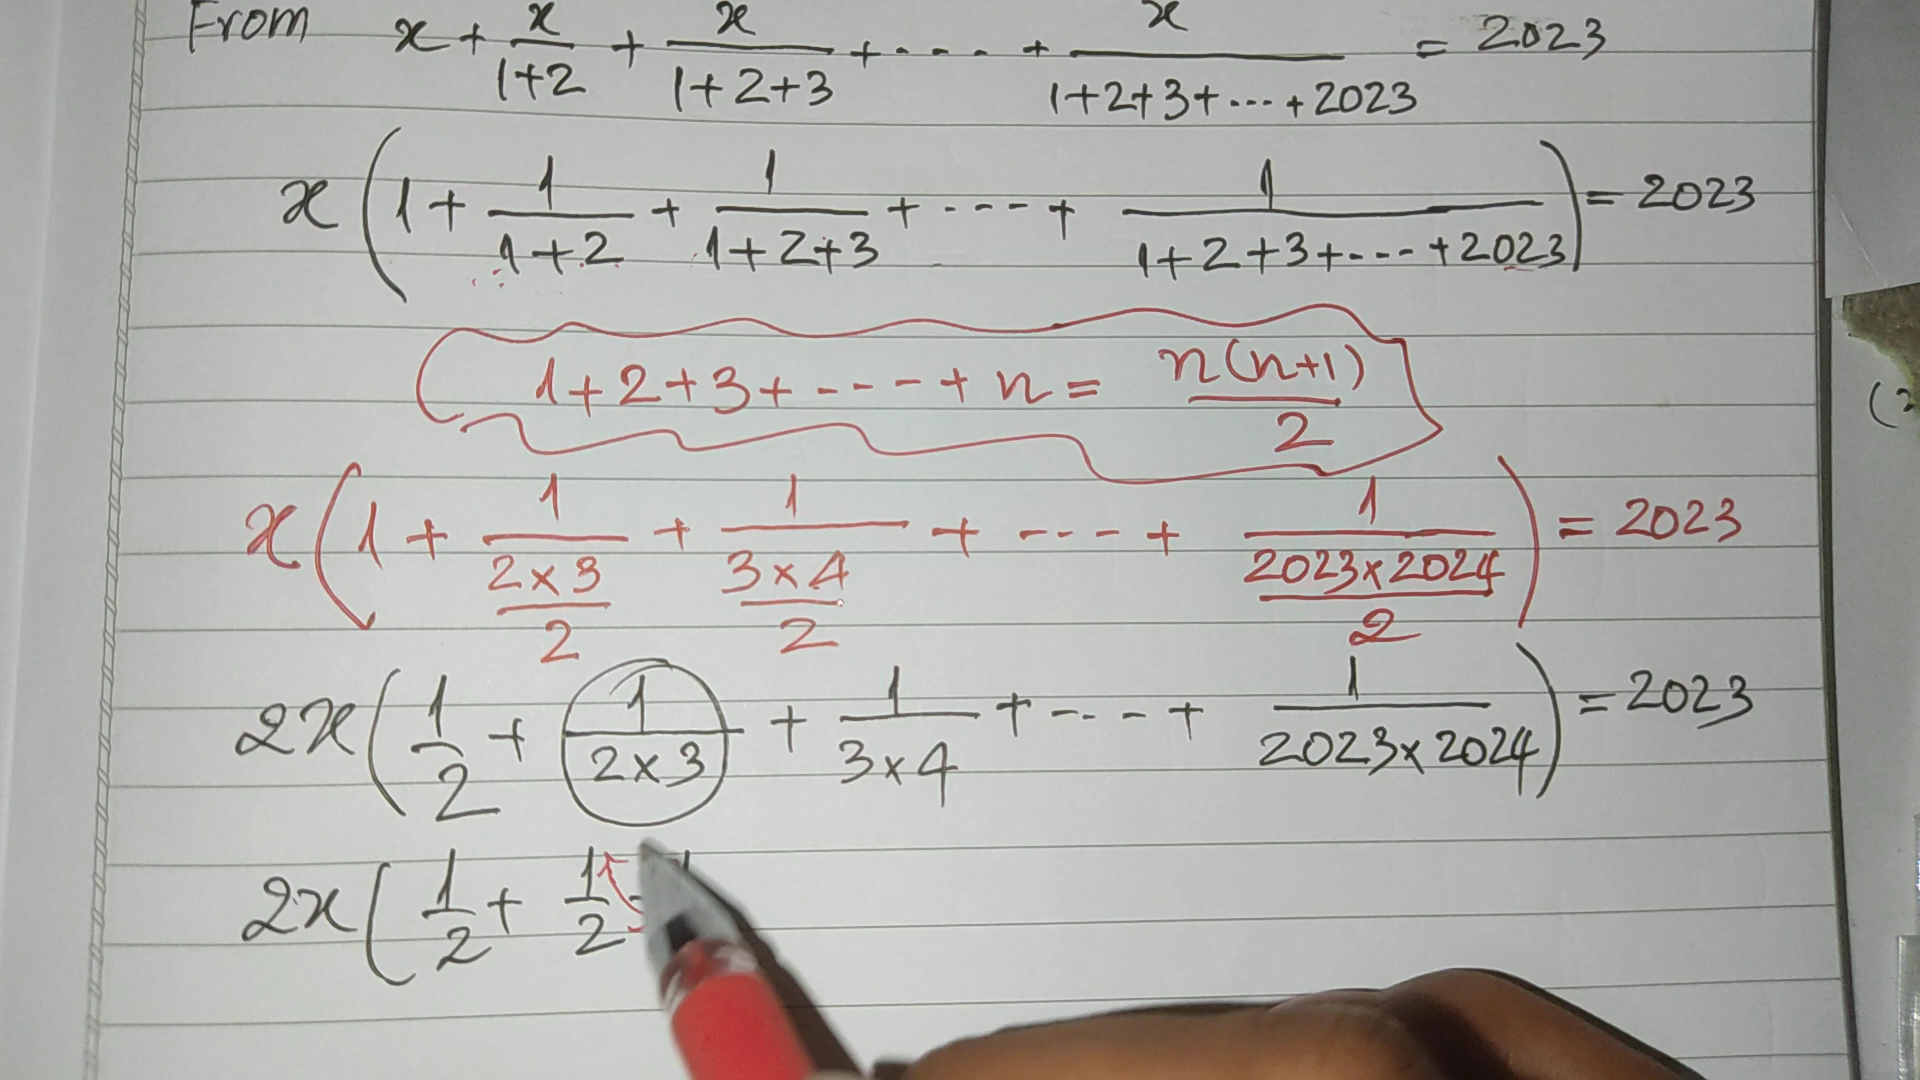 From x + x/(1+2) + x/(1+2+3) + ---- + x/(1+2+3+---+2023) = 2023
x(1 + 1/(1+2) + 1/(1+2+3) + ---- + 1/(1+2+3+---+2023)) = 2023
1+2+3+----+n = n(n+1)/2
x(1 + 1/((2×3)/2) + 1/((3×4)/2) + ---- + 1/((2023×2024)/2)) = 2023
2x(1/2 + 1/(2×3) + 1/(3×4) + ---- + 1/(2023×2024)) = 2023
2x(1/2 + 1/2